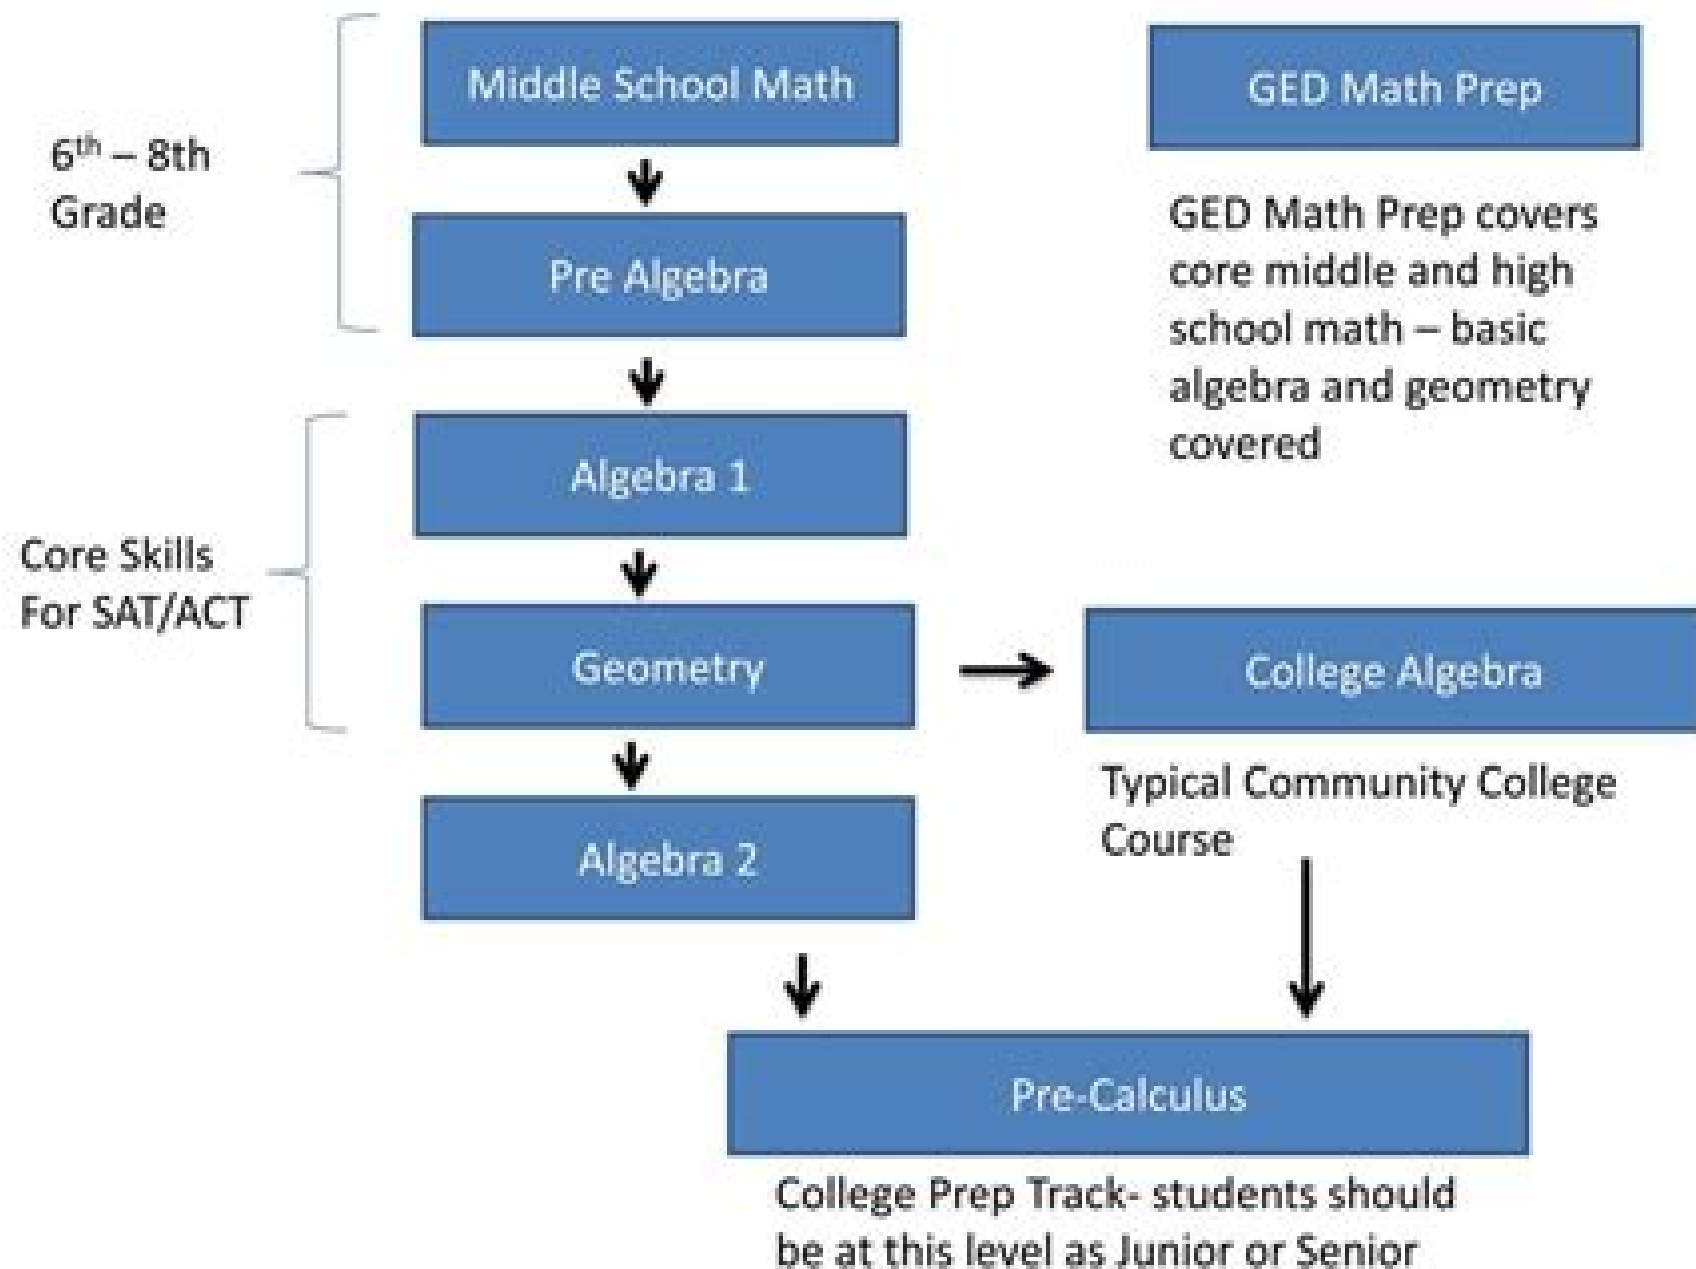 Middle School Math
6th – 8th
Grade
Pre Algebra
Algebra 1
Core Skills
For SAT/ACT
Geometry
Algebra 2
GED Math Prep
GED Math Prep covers
core middle and high
school math – basic
algebra and geometry
covered
College Algebra
Typical Community College
Course
Pre-Calculus
College Prep Track- students should
be at this level as Junior or Senior